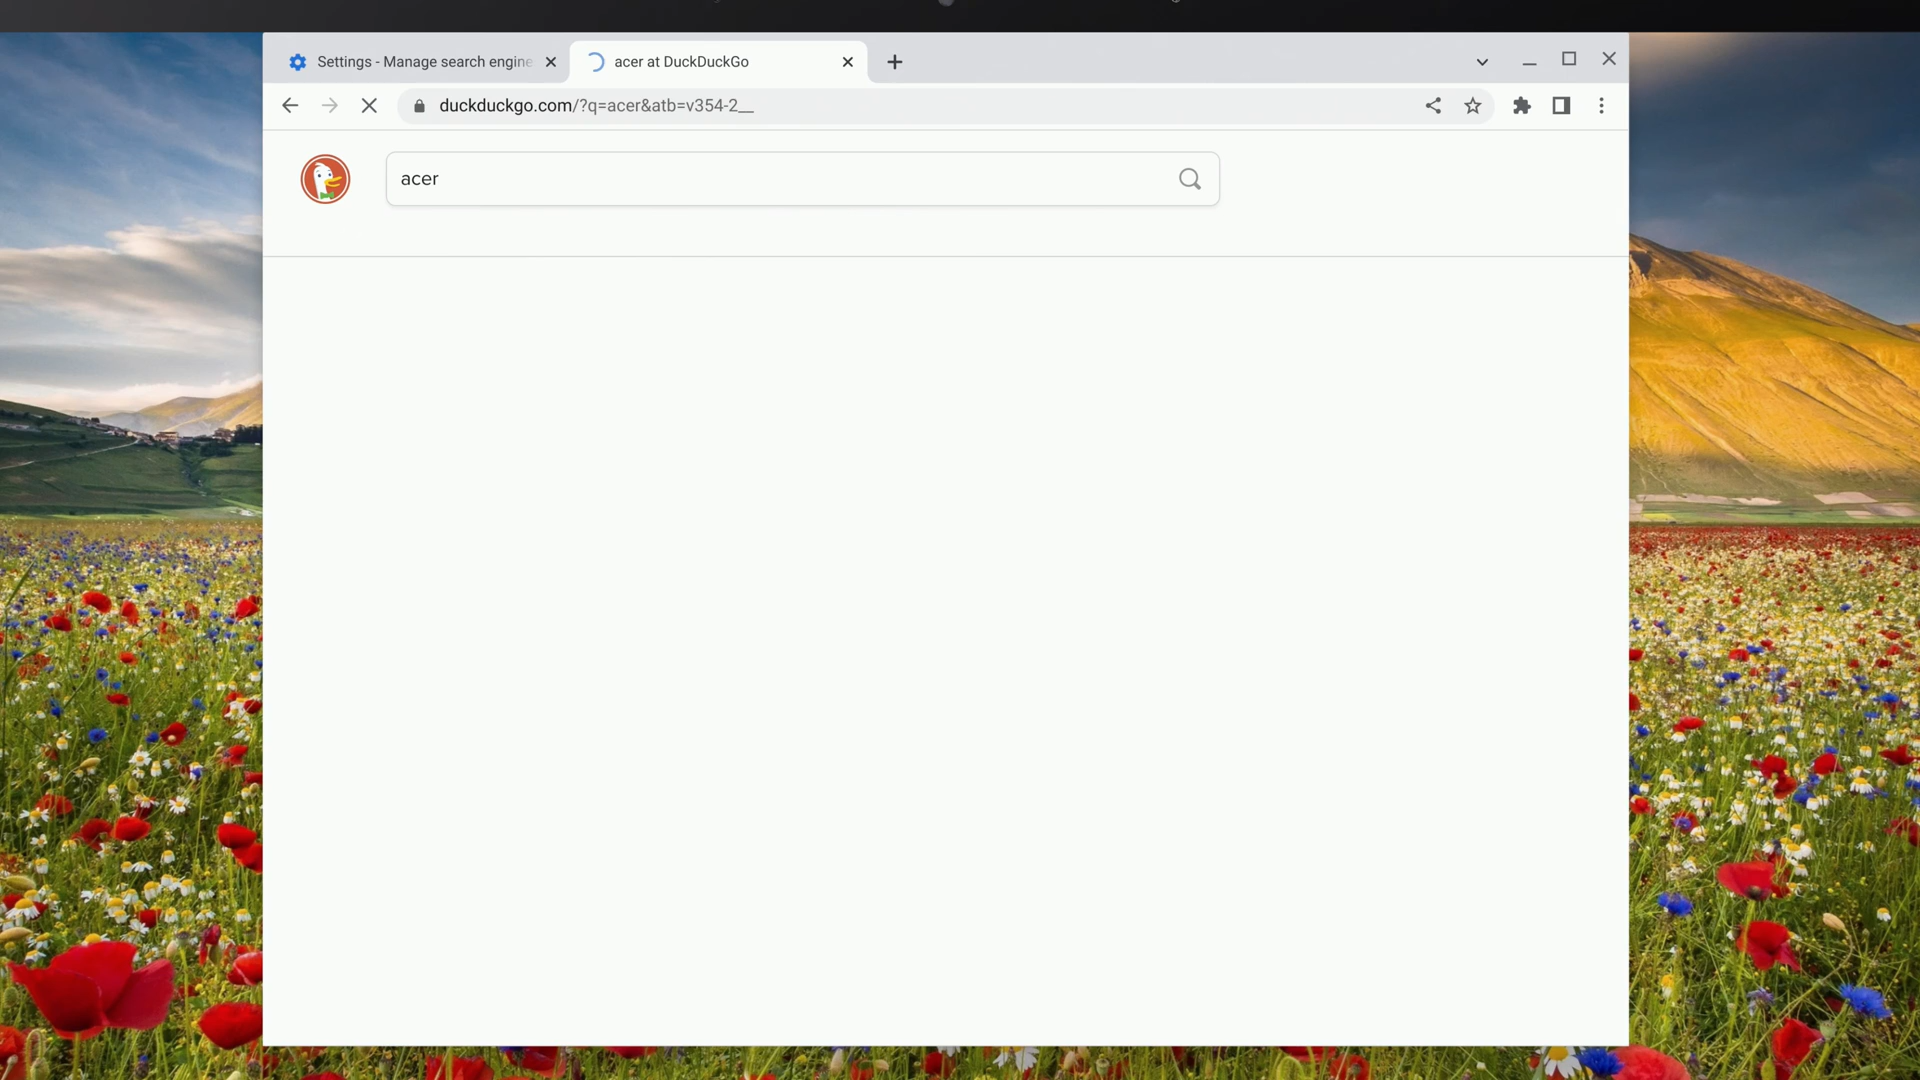 Settings - Manage search engine
acer at DuckDuckGo
duckduckgo.com/?q=acer&atb=v354-2__
acer